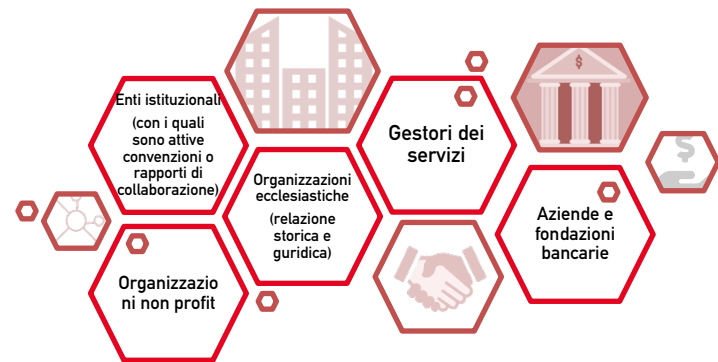 Enti istituzionali
(con i quali
sono attive
convenzioni o
rapporti di
collaborazione)
Organizzazioni
ecclesiastiche
(relazione
storica e
guridica)
Gestori dei
servizi
$
$
Aziende e
fondazioni
bancarie
Organizzazio
ni non profit